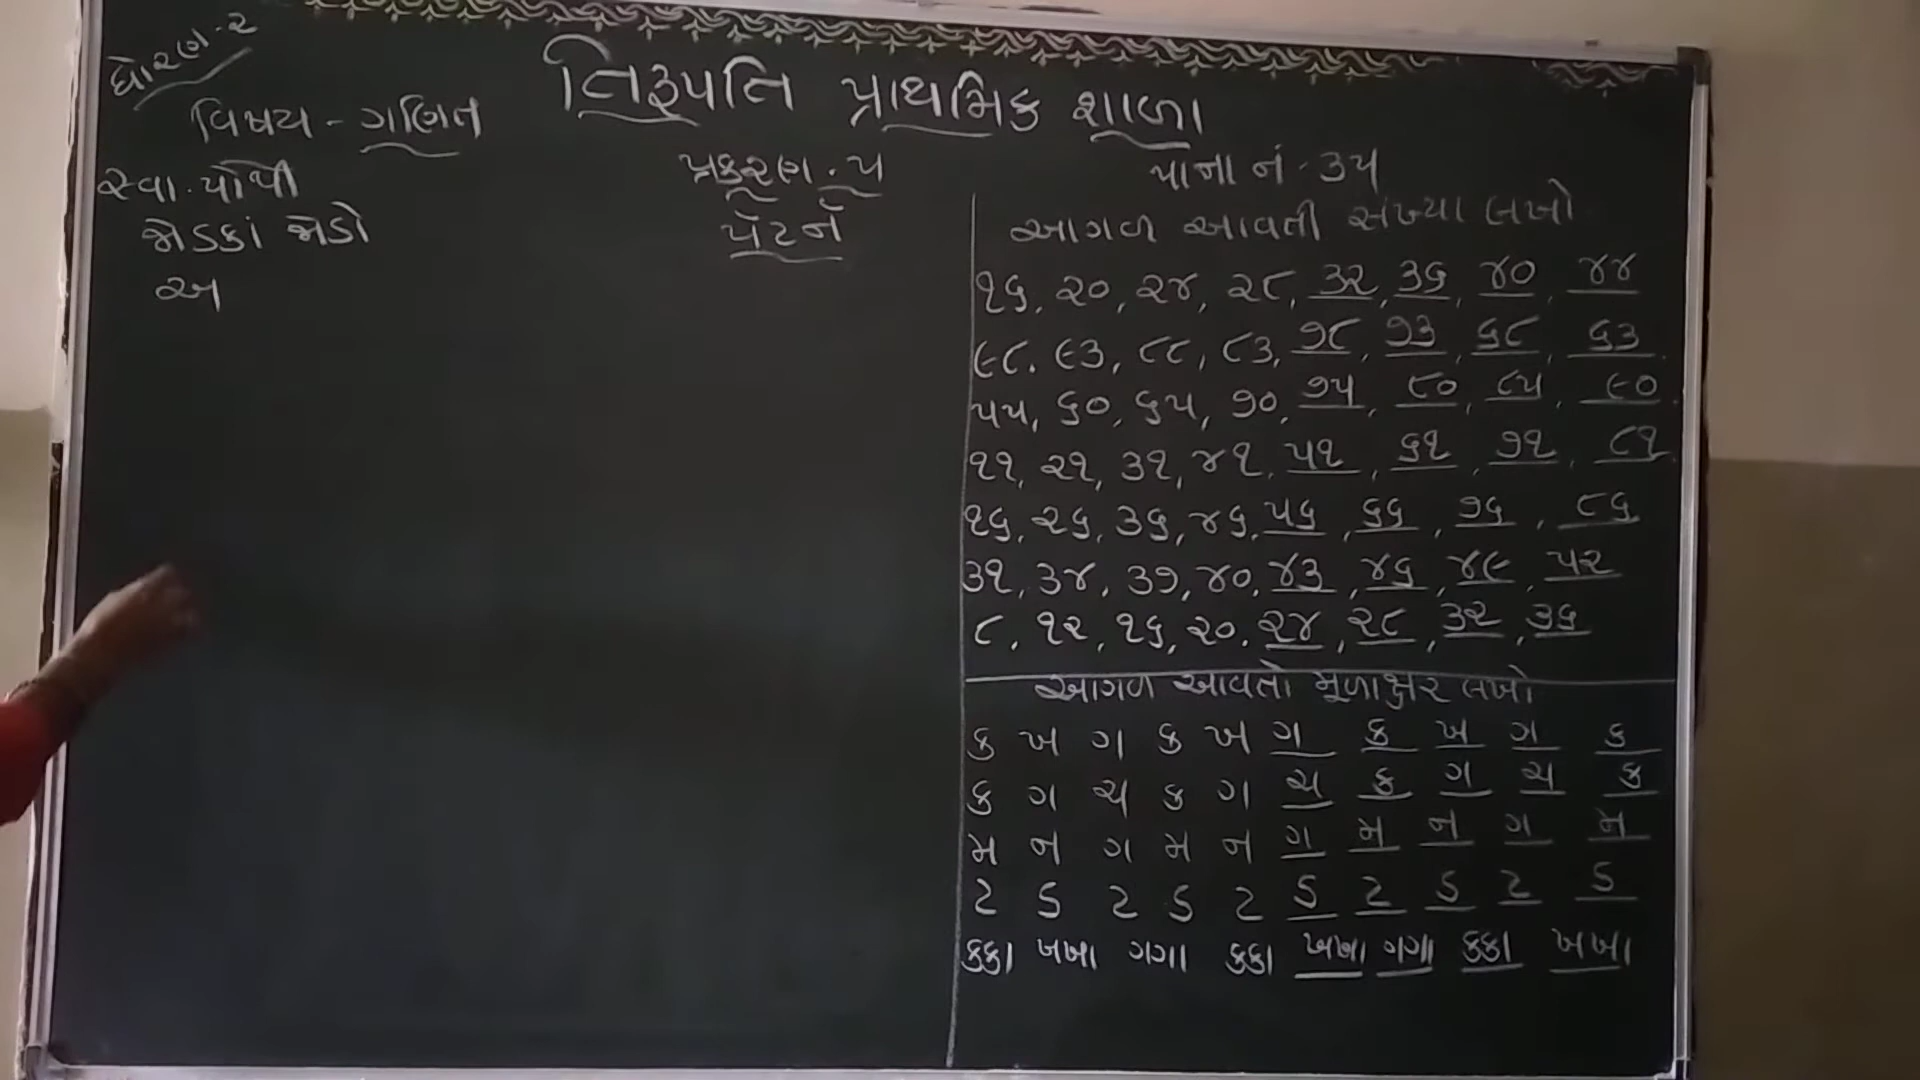 ધોરણ-૨
તિરૂપતિ પ્રાથમિક શાળા
વિષય - ગણિત
પ્રકરણ. ૫
પાના નં - ૩૫
સ્વા. પોથી
પૅટર્ન
જોડકાં જોડો
અ
આગળ આવતી સંખ્યા લખો
૧૬, ૨૦, ૨૪, ૨૮, ૩૨, ૩૬, ૪૦, ૪૪
૯૮. ૯૩, ૮૮, ૮૩, ૭૮, ૭૩, ૬૮, ૬૩
૫૫, ૬૦, ૬૫, ૭૦, ૭૫, ૮૦, ૮૫, ૯૦
૧૧, ૨૧, ૩૧, ૪૧, ૫૧, ૬૧, ૭૧, ૮૧
૧૬, ૨૬, ૩૬, ૪૬, ૫૬, ૬૬, ૭૬, ૮૬
૩૧, ૩૪, ૩૭, ૪૦, ૪૩, ૪૬, ૪૯, ૫૨
૮, ૧૨, ૧૬, ૨૦, ૨૪, ૨૮, ૩૨, ૩૬
આગળ આવતો મૂળાક્ષર લખો
ક ખ ગ ક ખ ગ ક ખ ગ ક
ક ગ ચ ક ગ ચ ક ગ ચ ક
મ ન ગ મ ન ગ મ ન ગ મ
ટ ડ ટ ડ ટ ડ ટ ડ ટ ડ
કકા ખખા ગગા કકા ખખા ગગા કકા ખખા